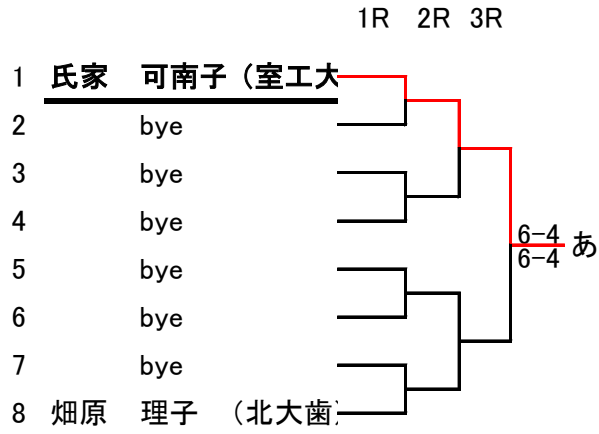 1R 2R 3R
1 氏家 可南子（室工大
2 bye
3 bye
4 bye
6-4
6-4 あ
5 bye
6 bye
7 bye
8 畑原 理子 （北大歯）